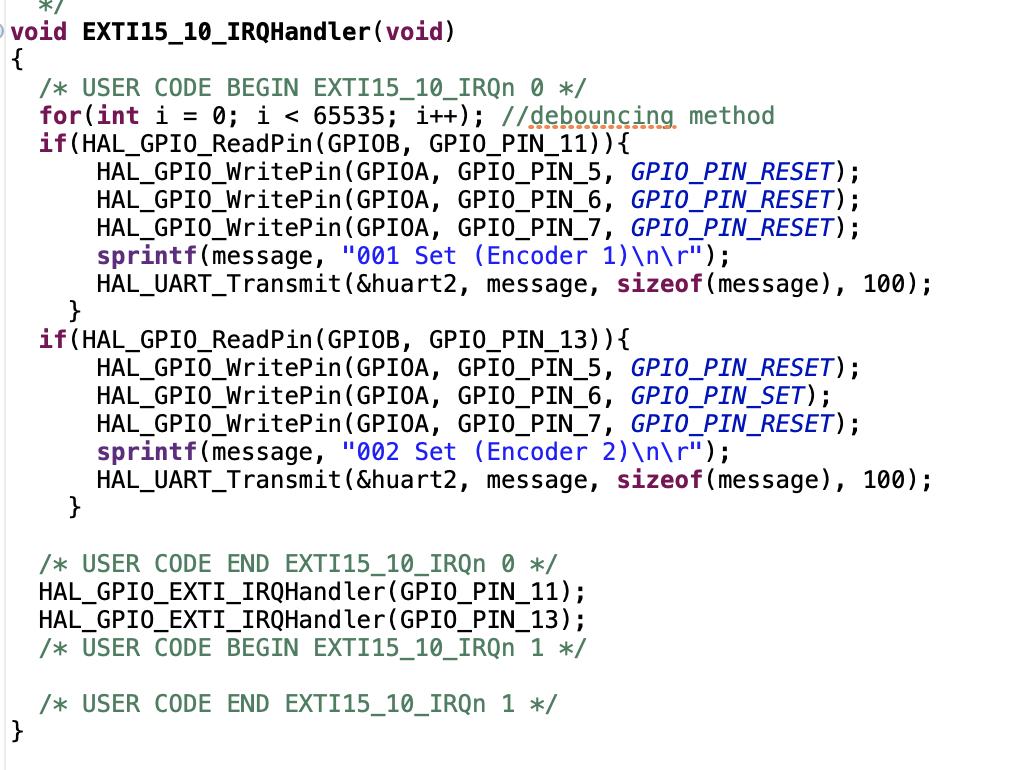 */
void EXTI15_10_IRQHandler(void)
{
/* USER CODE BEGIN EXTI15_10_IRQn 0 */
for(int i = 0; i < 65535; i++); //debouncing method
if(HAL_GPIO_ReadPin(GPIOB, GPIO_PIN_11)){
HAL_GPIO_WritePin(GPIOA, GPIO_PIN_5, GPIO_PIN_RESET);
HAL_GPIO_WritePin(GPIOA, GPIO_PIN_6, GPIO_PIN_RESET);
HAL_GPIO_WritePin(GPIOA, GPIO_PIN_7, GPIO_PIN_RESET);
sprintf(message, "001 Set (Encoder 1)\n\r");
HAL_UART_Transmit(&huart2, message, sizeof(message), 100);
}
if(HAL_GPIO_ReadPin(GPIOB, GPIO_PIN_13)){
HAL_GPIO_WritePin(GPIOA, GPIO_PIN_5, GPIO_PIN_RESET);
HAL_GPIO_WritePin(GPIOA, GPIO_PIN_6, GPIO_PIN_SET);
HAL_GPIO_WritePin(GPIOA, GPIO_PIN_7, GPIO_PIN_RESET);
sprintf(message, "002 Set (Encoder 2)\n\r");
HAL_UART_Transmit(&huart2, message, sizeof(message), 100);
}
/* USER CODE END EXTI15_10_IRQn 0 */
HAL_GPIO_EXTI_IRQHandler(GPIO_PIN_11);
HAL_GPIO_EXTI_IRQHandler(GPIO_PIN_13);
/* USER CODE BEGIN EXTI15_10_IRQn 1 */
/* USER CODE END EXTI15_10_IRQn 1 */
}